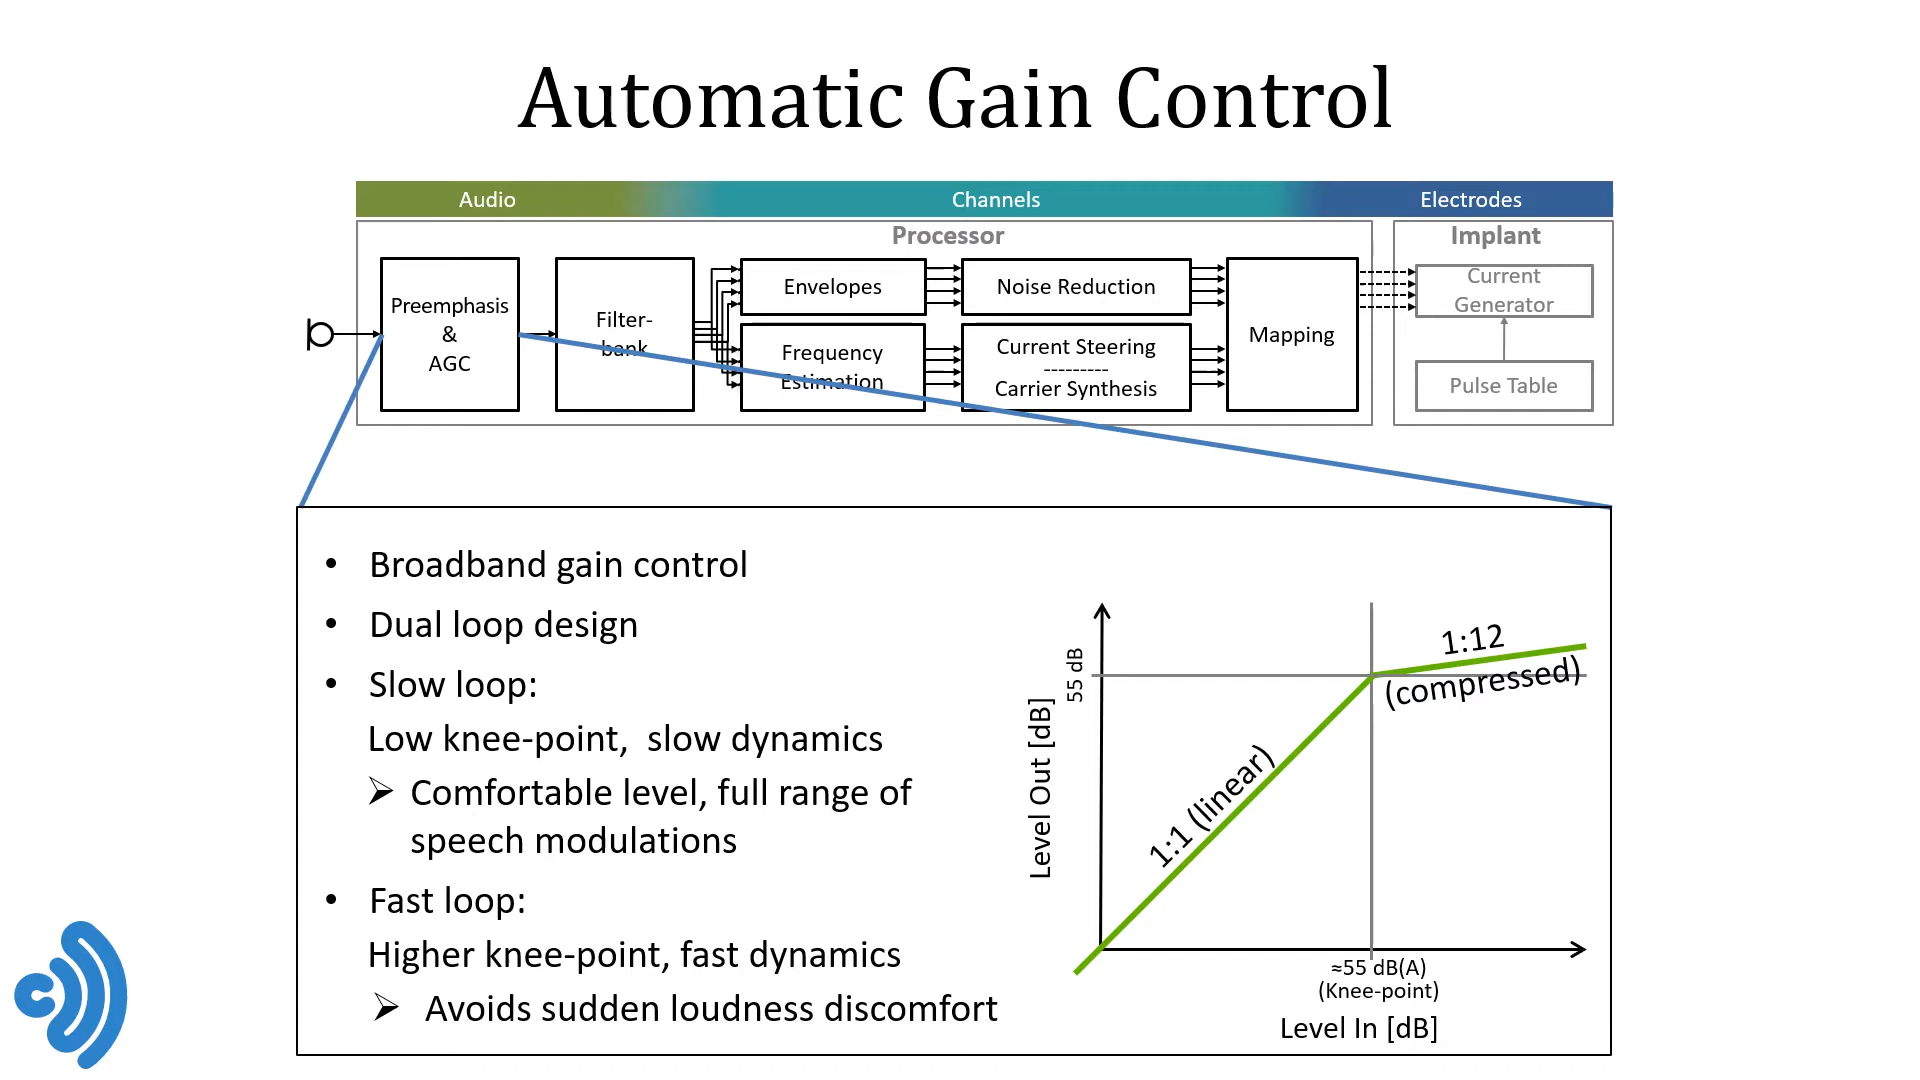 Automatic Gain Control
Audio
Channels
Electrodes
Processor
Implant
Preemphasis
&
AGC
Filter-
bank
Envelopes
Frequency
Estimation
Noise Reduction
Current Steering
---------
Carrier Synthesis
Mapping
Current
Generator
Pulse Table
• Broadband gain control
• Dual loop design
• Slow loop:
Low knee-point, slow dynamics
➢ Comfortable level, full range of
speech modulations
• Fast loop:
Higher knee-point, fast dynamics
➢ Avoids sudden loudness discomfort
Level Out [dB]
55 dB
1:1 (linear)
1:12
(compressed)
≈55 dB(A)
(Knee-point)
Level In [dB]